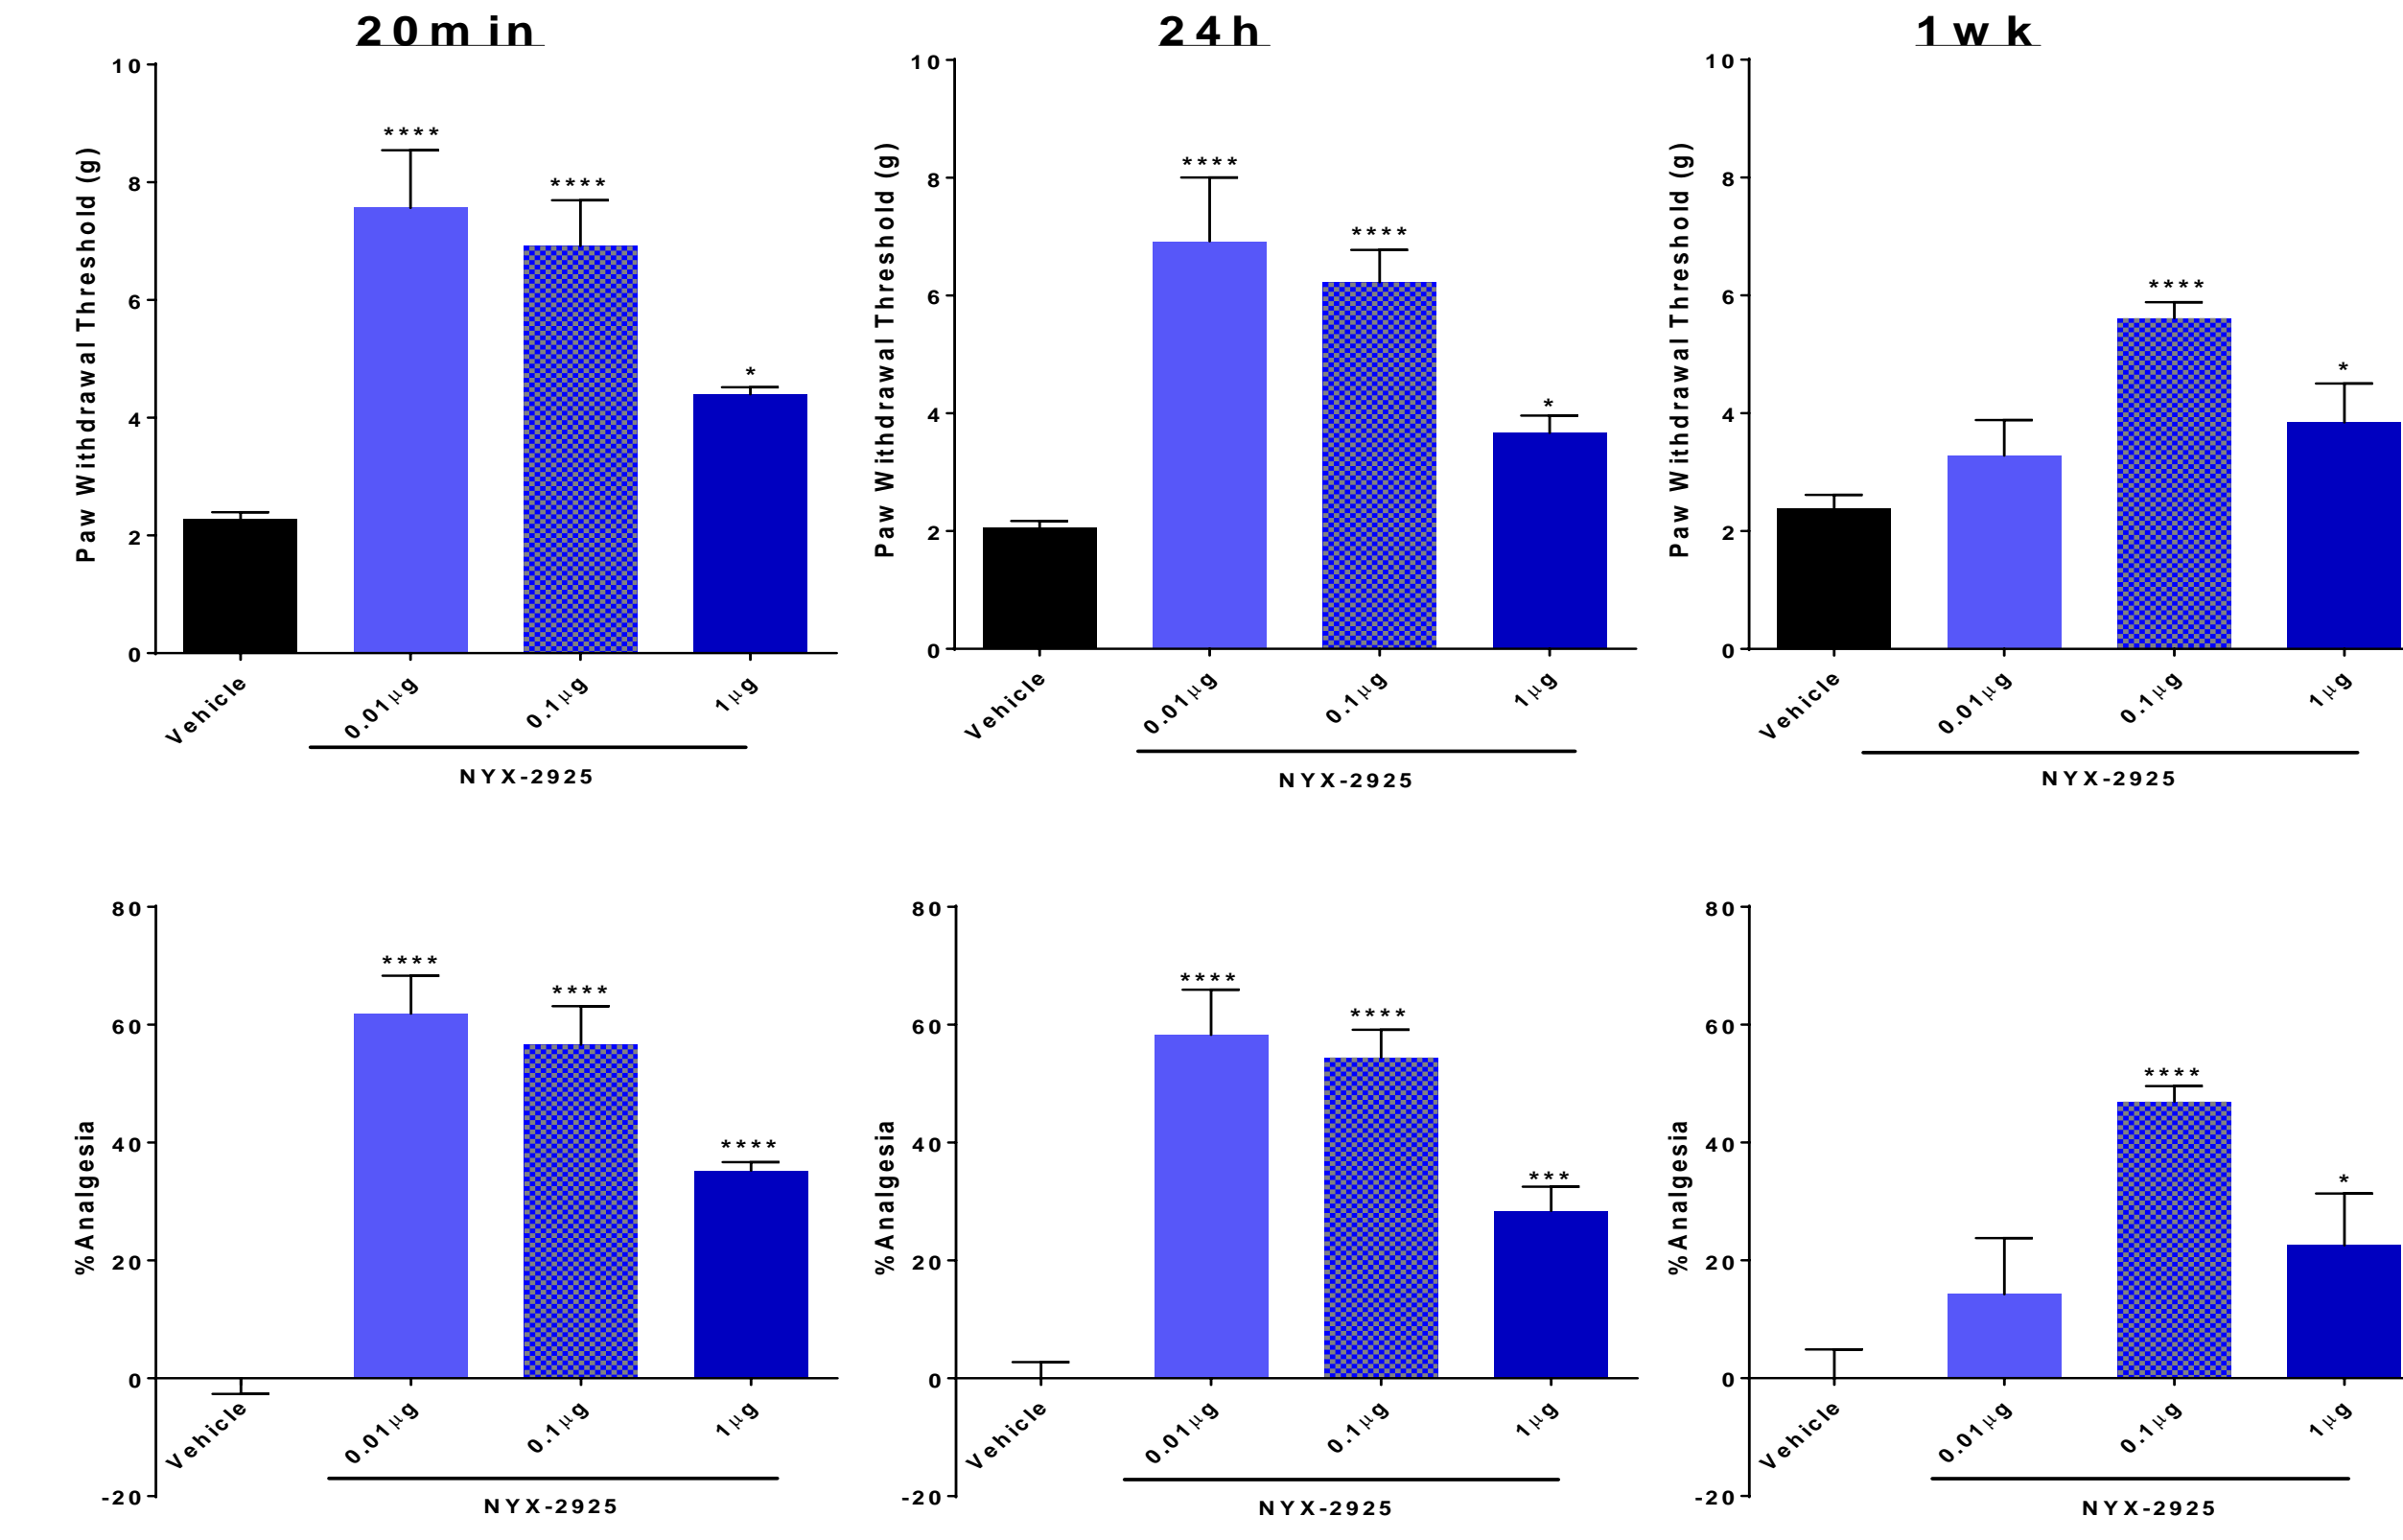 20min
24h
1wk
Paw Withdrawal Threshold (g)
10
8
6
4
2
0
****
****
*
Vehicle
0.01µg
0.1µg
1µg
NYX-2925
Paw Withdrawal Threshold (g)
10
8
6
4
2
0
****
****
*
Vehicle
0.01µg
0.1µg
1µg
NYX-2925
Paw Withdrawal Threshold (g)
10
8
6
4
2
0
****
*
Vehicle
0.01µg
0.1µg
1µg
NYX-2925
%Analgesia
80
60
40
20
0
-20
****
****
****
Vehicle
0.01µg
0.1µg
1µg
NYX-2925
%Analgesia
80
60
40
20
0
-20
****
****
***
Vehicle
0.01µg
0.1µg
1µg
NYX-2925
%Analgesia
80
60
40
20
0
-20
****
*
Vehicle
0.01µg
0.1µg
1µg
NYX-2925